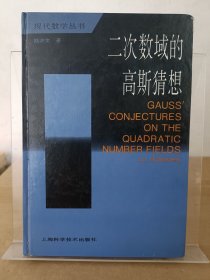 现代数学丛书
著
二次数域的
高斯猜想
GAUSS'
CONJECTURES
ON THE
QUADRATIC
NUMBER FIELDS
上海科学技术出版社